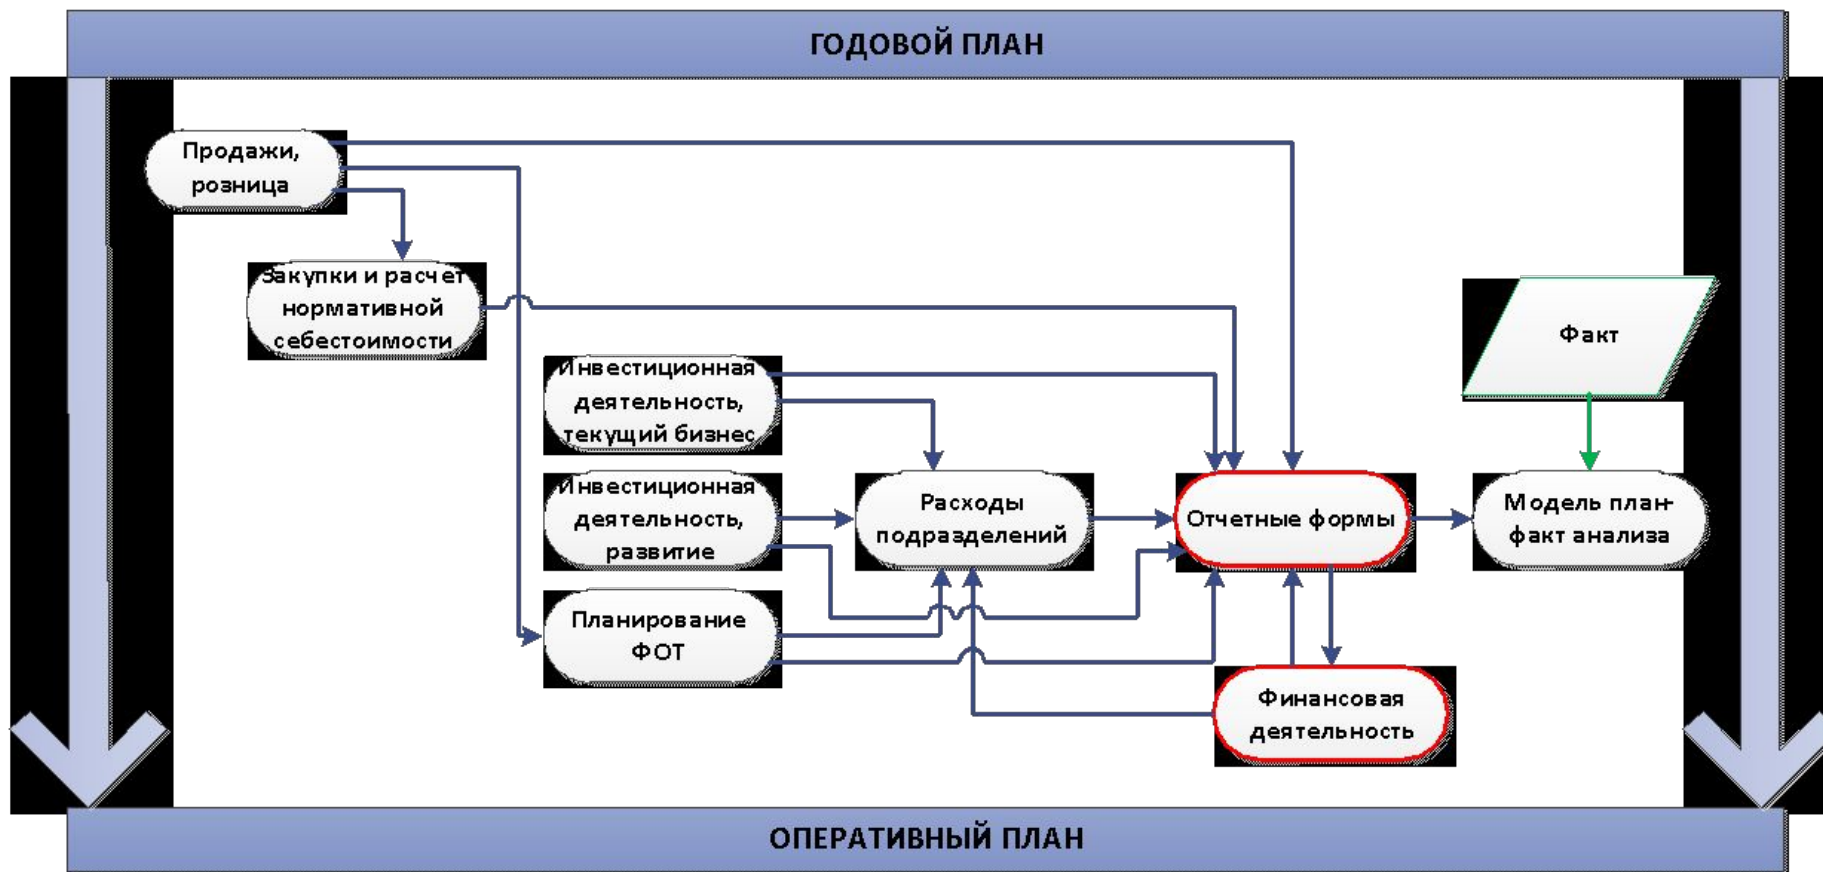 ГОДОВОЙ ПЛАН
Продажи,
розница
Закупки и расчет
нормативной
себестоимости
Факт
Инвестиционная
деятельность,
текущий бизнес
Инвестиционная
деятельность,
развитие
Расходы
подразделений
Отчетные формы
Модель план-
факт анализа
Планирование
ФОТ
Финансовая
деятельность
ОПЕРАТИВНЫЙ ПЛАН